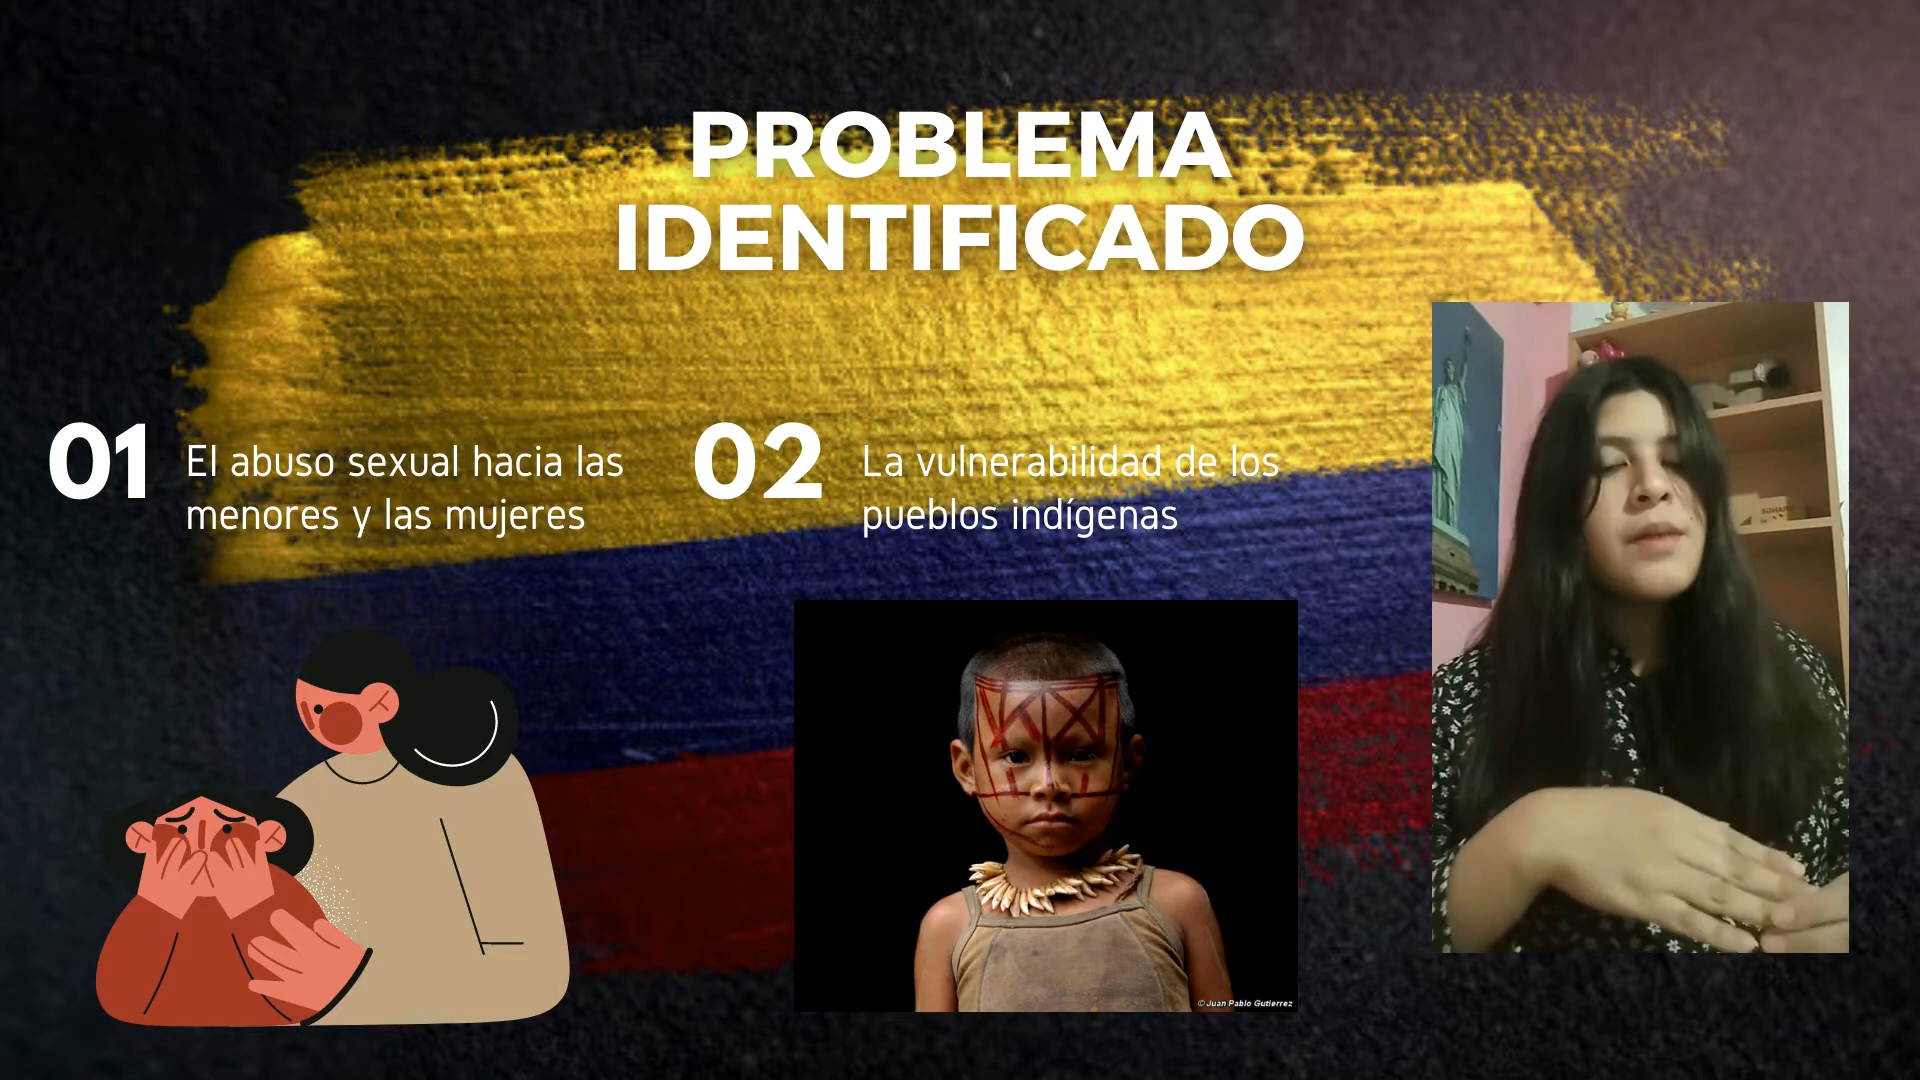 PROBLEMA
IDENTIFICADO
01
El abuso sexual hacia las
menores y las mujeres
02
La vulnerabilidad de los
pueblos indígenas
© Juan Pablo Gutierrez